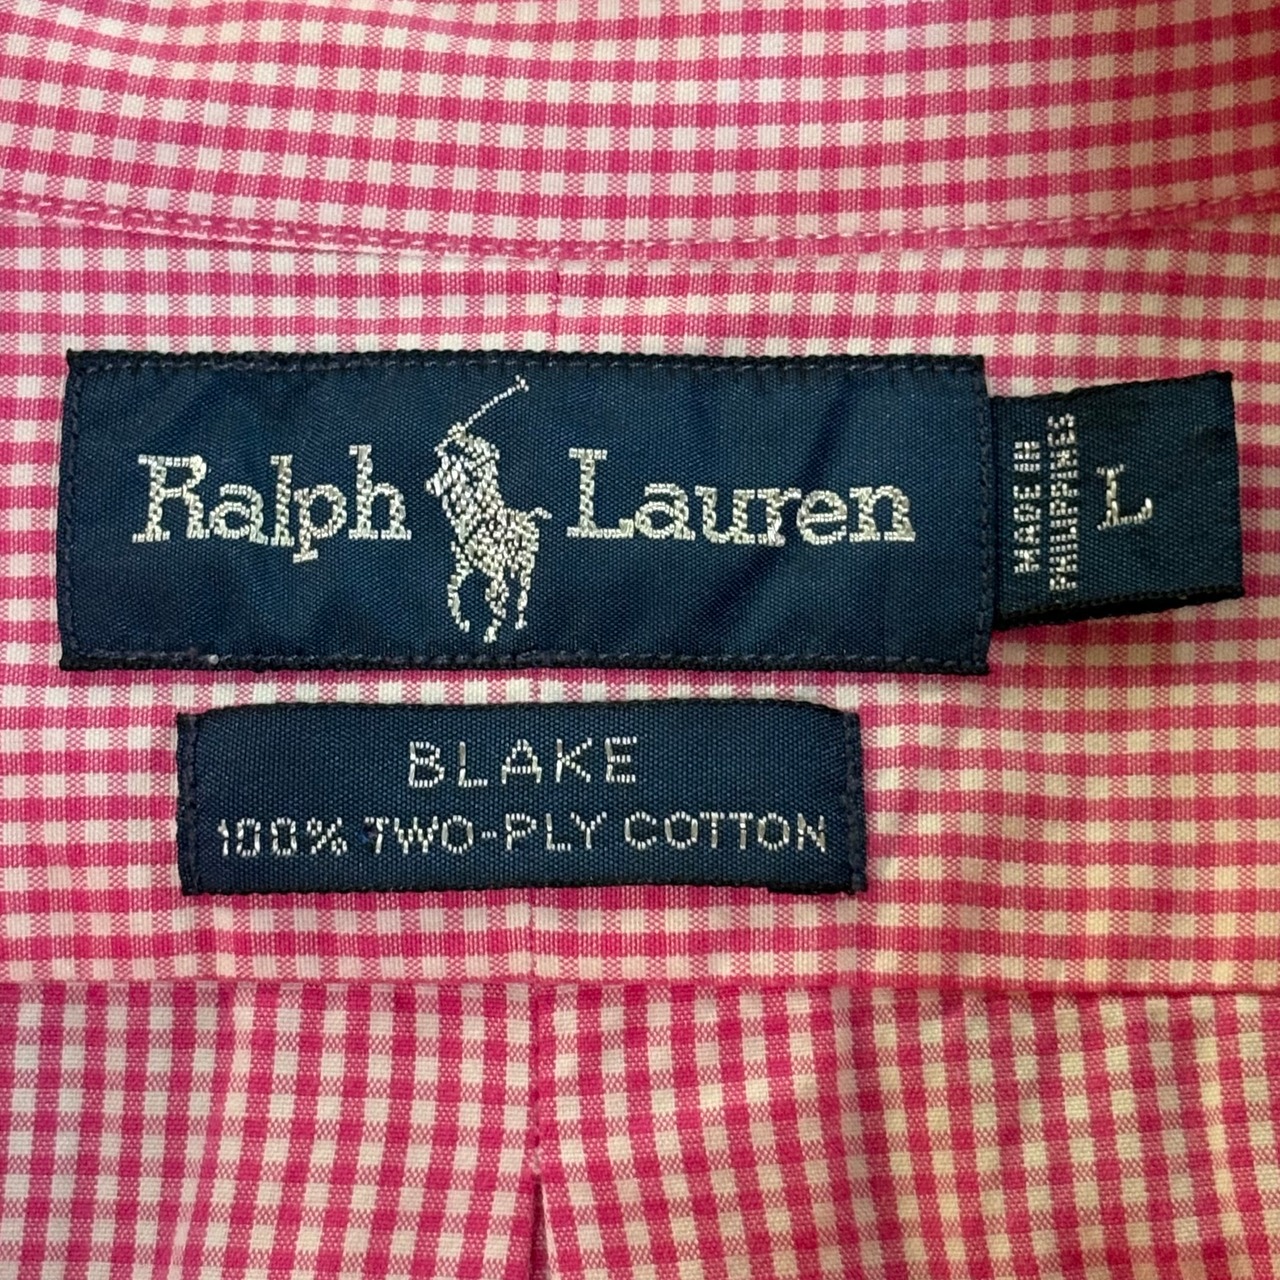 Ralph Lauren
MADE IN
PHILIPPINES
L
BLAKE
100% TWO-PLY COTTON